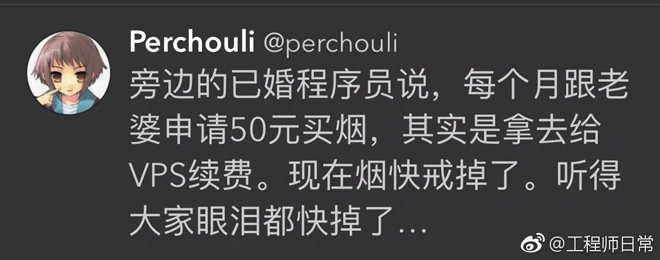 Perchouli @perchouli
旁边的已婚程序员说，每个月跟老
婆申请50元买烟，其实是拿去给
VPS续费。现在烟快戒掉了。听得
大家眼泪都快掉了...
@工程师日常